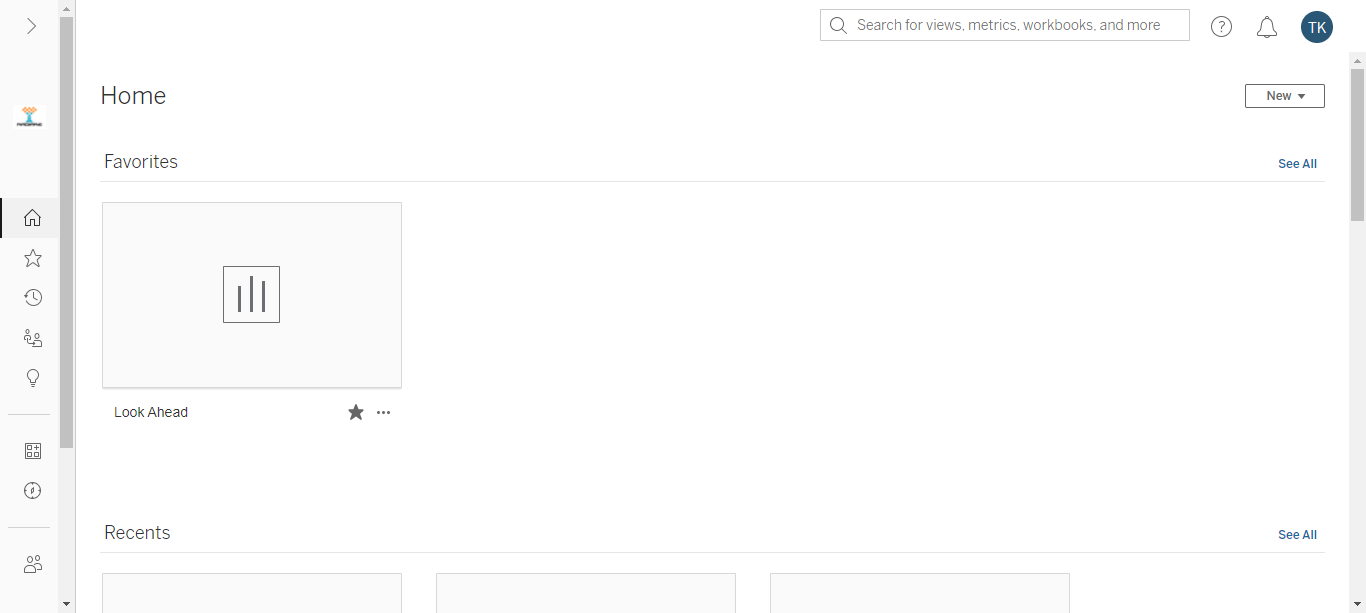 Search for views, metrics, workbooks, and more
TK
Home
New
Favorites
See All
Look Ahead
Recents
See All